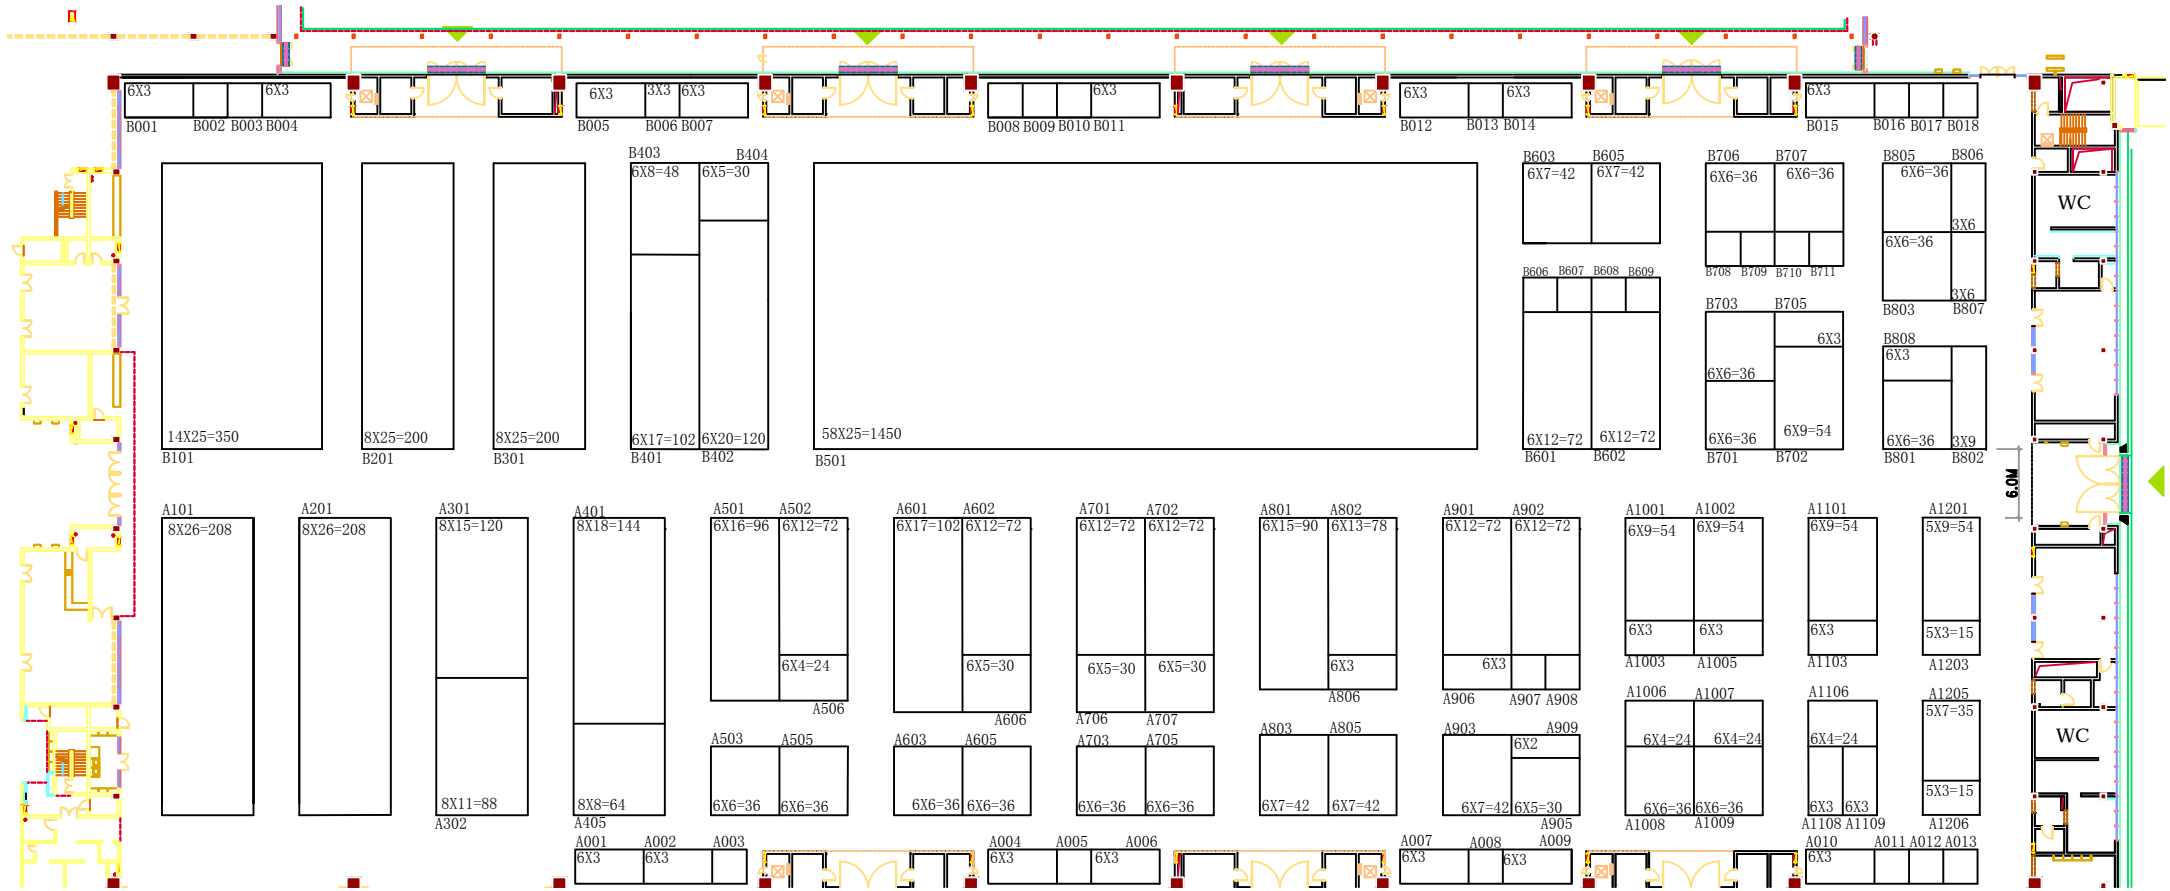 6X3 6X3
B001 B002 B003 B004
6X3 3X3 6X3
B005 B006 B007
6X3
B008 B009 B010 B011
6X3 6X3
B012 B013 B014
6X3
B015 B016 B017 B018
14X25=350
B101
8X25=200
B201
8X25=200
B301
B403 B404
6X8=48 6X5=30
6X17=102 6X20=120
B401 B402
58X25=1450
B501
B603 B605
6X7=42 6X7=42
B606 B607 B608 B609
6X12=72 6X12=72
B601 B602
B706 B707
6X6=36 6X6=36
B708 B709 B710 B711
B703 B705
6X3
6X6=36
6X6=36 6X9=54
B701 B702
B805 B806
6X6=36
3X6
6X6=36
3X6
B803 B807
B808
6X3
6X6=36 3X9
B801 B802
WC
6.0M
A101
8X26=208
A201
8X26=208
A301
8X15=120
8X11=88
A302
A401
8X18=144
8X8=64
A405
A501 A502
6X16=96 6X12=72
6X4=24
A506
A503 A505
6X6=36 6X6=36
A601 A602
6X17=102 6X12=72
6X5=30
A606
A603 A605
6X6=36 6X6=36
A701 A702
6X12=72 6X12=72
6X5=30 6X5=30
A706 A707
A703 A705
6X6=36 6X6=36
A801 A802
6X15=90 6X13=78
6X3
A806
A803 A805
6X7=42 6X7=42
A901 A902
6X12=72 6X12=72
6X3
A906 A907 A908
A903 A909
6X2
6X7=42 6X5=30
A905
A1001 A1002
6X9=54 6X9=54
6X3 6X3
A1003 A1005
A1006 A1007
6X4=24 6X4=24
6X6=36 6X6=36
A1008 A1009
A1101
6X9=54
6X3
A1103
A1106
6X4=24
6X3 6X3
A1108 A1109
A1201
5X9=54
5X3=15
A1203
A1205
5X7=35
5X3=15
A1206
WC
A001 A002 A003
6X3 6X3
A004 A005 A006
6X3 6X3
A007 A008 A009
6X3 6X3
A010 A011 A012 A013
6X3